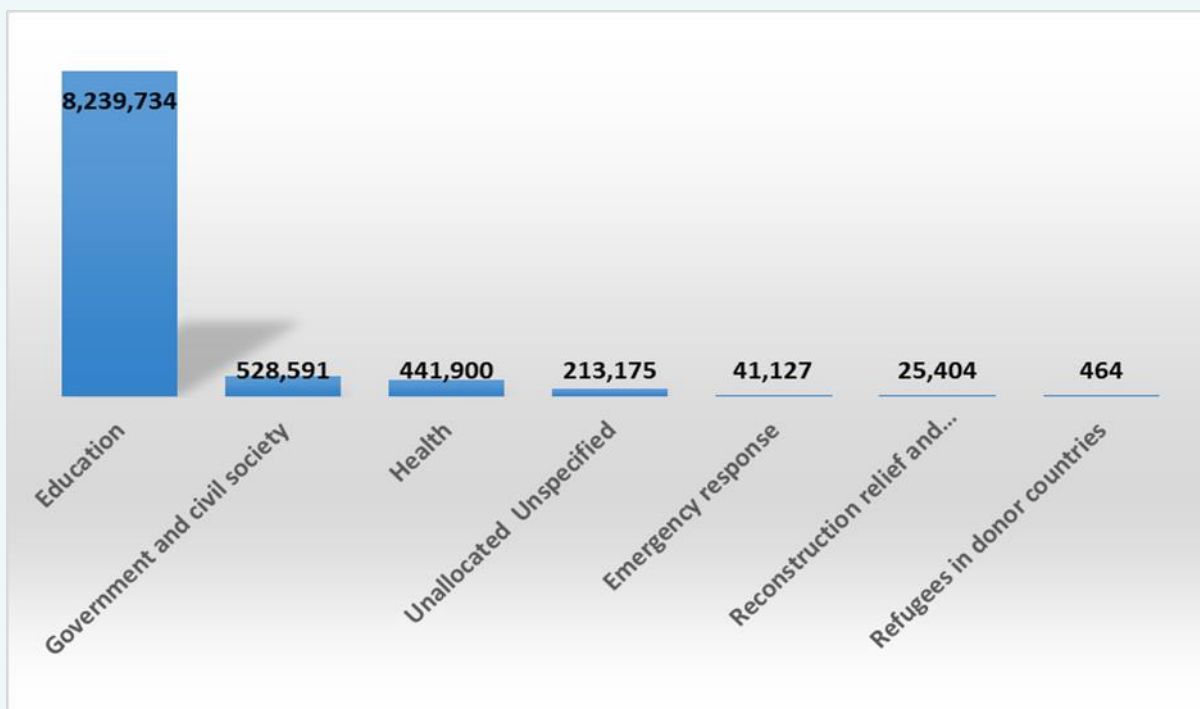 8,239,734
528,591
441,900
213,175
41,127
25,404
464
Education
Government and civil society
Health
Unallocated  Unspecified
Emergency response
Reconstruction relief and...
Refugees in donor countries